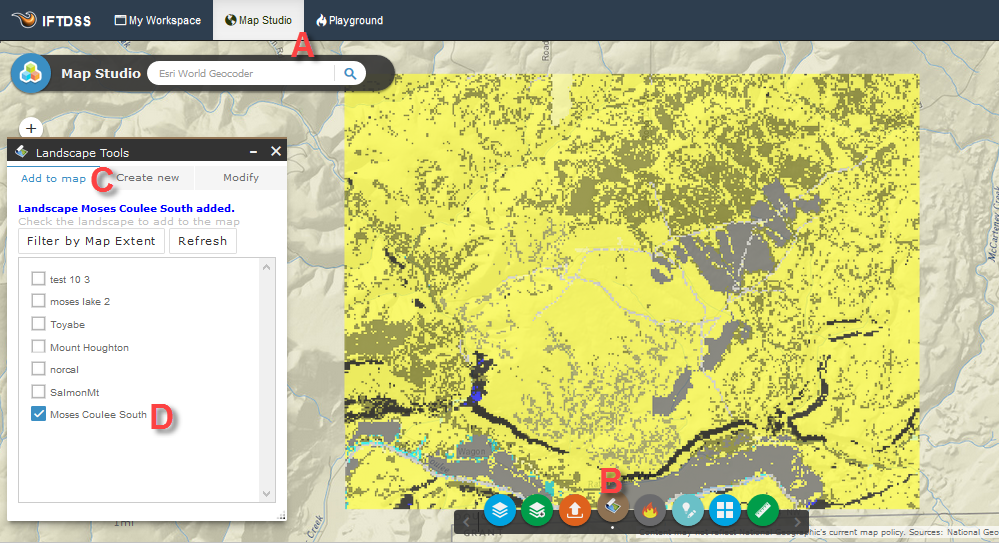 IFTDSS My Workspace Map Studio Playground
A
Map Studio Esri World Geocoder
Road
McCarteney Creek
+
Landscape Tools
Add to map Create new Modify
C
Landscape Moses Coulee South added.
Check the landscape to add to the map
Filter by Map Extent Refresh
test 10 3
moses lake 2
Toyabe
Mount Houghton
norcal
SalmonMt
Moses Coulee South
D
Wagon
B
1mi
Creek
GRANT
current map policy. Sources: National Geo